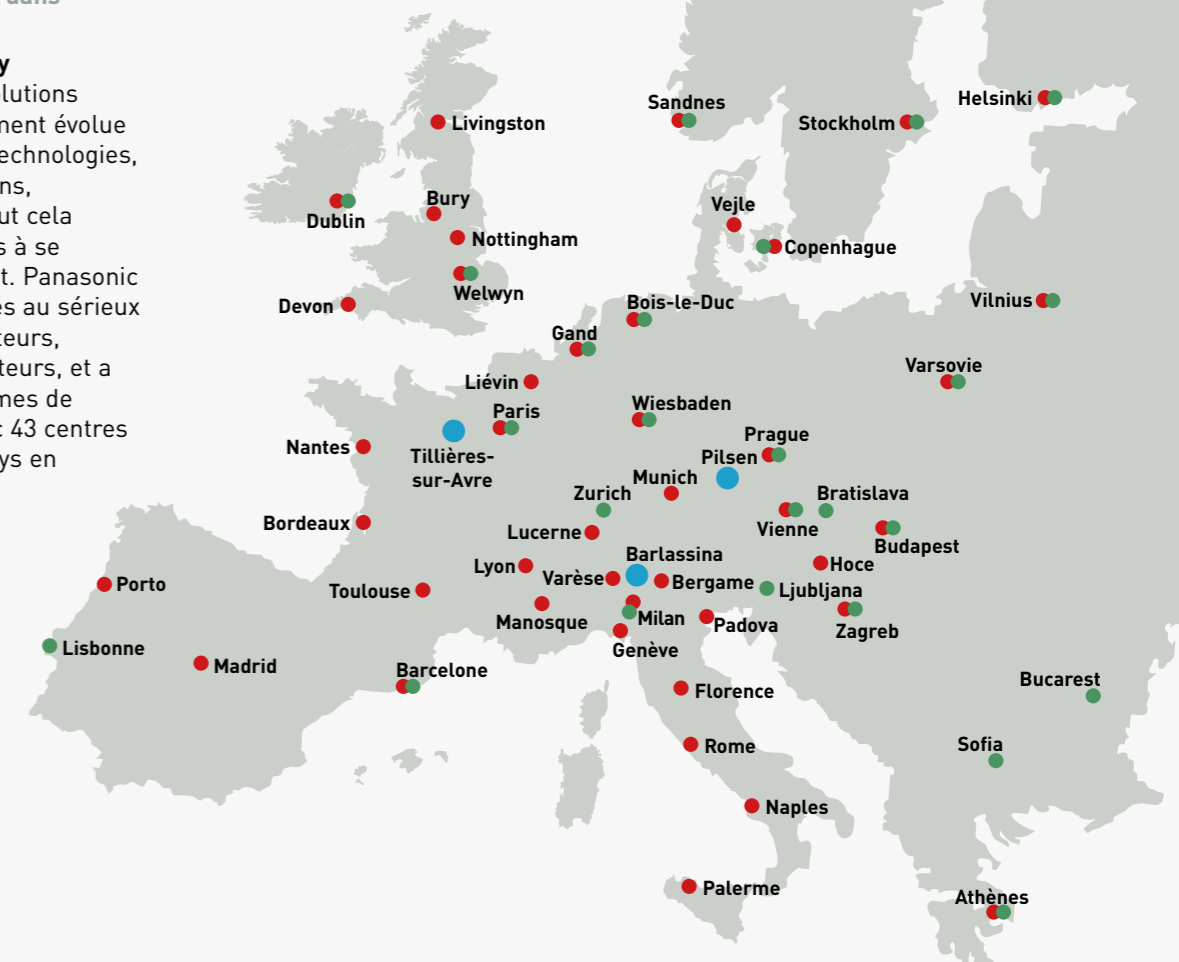 dans
y
lutions
ment évolue
echnologies,
ns,
ut cela
s à se
t. Panasonic
és au sérieux
teurs,
teurs, et a
mes de
c 43 centres
ys en
Helsinki
Sandnes
Stockholm
Livingston
Bury
Vejle
Dublin
Nottingham
Copenhague
Welwyn
Devon
Bois-le-Duc
Vilnius
Gand
Varsovie
Liévin
Wiesbaden
Paris
Prague
Nantes
Tillières-
sur-Avre
Pilsen
Munich
Zurich
Bratislava
Bordeaux
Vienne
Lucerne
Budapest
Barlassina
Lyon
Hoce
Varèse
Bergame
Porto
Toulouse
Ljubljana
Manosque
Milan
Padova
Zagreb
Lisbonne
Genève
Madrid
Barcelone
Bucarest
Florence
Sofia
Rome
Naples
Palerme
Athènes